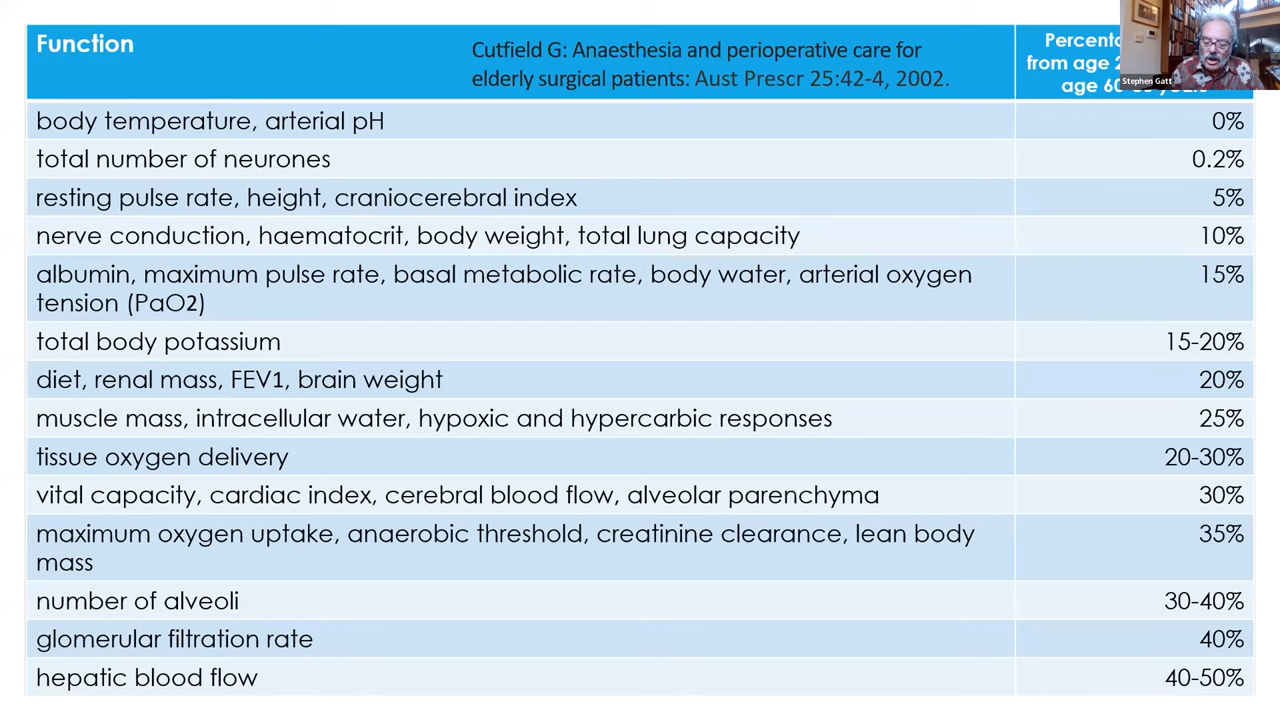 Function
Cutfield G: Anaesthesia and perioperative care for
elderly surgical patients: Aust Prescr 25:42-4, 2002.
from age
age 60
Stephen Gatt
body temperature, arterial pH 0%
total number of neurones 0.2%
resting pulse rate, height, craniocerebral index 5%
nerve conduction, haematocrit, body weight, total lung capacity 10%
albumin, maximum pulse rate, basal metabolic rate, body water, arterial oxygen 15%
tension (PaO2)
total body potassium 15-20%
diet, renal mass, FEV1, brain weight 20%
muscle mass, intracellular water, hypoxic and hypercarbic responses 25%
tissue oxygen delivery 20-30%
vital capacity, cardiac index, cerebral blood flow, alveolar parenchyma 30%
maximum oxygen uptake, anaerobic threshold, creatinine clearance, lean body 35%
mass
number of alveoli 30-40%
glomerular filtration rate 40%
hepatic blood flow 40-50%